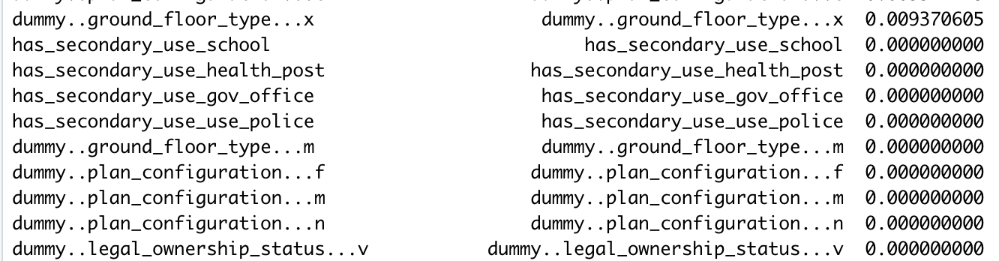 dummy..ground_floor_type...x dummy..ground_floor_type...x 0.009370605
has_secondary_use_school has_secondary_use_school 0.000000000
has_secondary_use_health_post has_secondary_use_health_post 0.000000000
has_secondary_use_gov_office has_secondary_use_gov_office 0.000000000
has_secondary_use_use_police has_secondary_use_use_police 0.000000000
dummy..ground_floor_type...m dummy..ground_floor_type...m 0.000000000
dummy..plan_configuration...f dummy..plan_configuration...f 0.000000000
dummy..plan_configuration...m dummy..plan_configuration...m 0.000000000
dummy..plan_configuration...n dummy..plan_configuration...n 0.000000000
dummy..legal_ownership_status...v dummy..legal_ownership_status...v 0.000000000